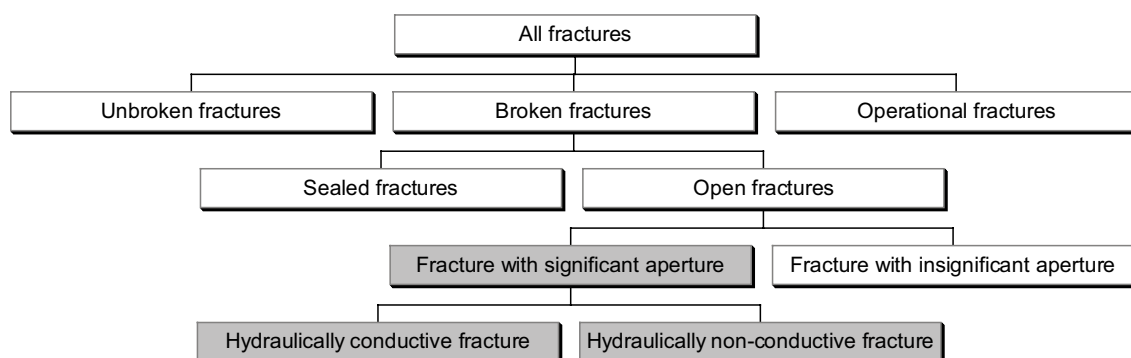 All fractures
Unbroken fractures
Broken fractures
Operational fractures
Sealed fractures
Open fractures
Fracture with significant aperture
Fracture with insignificant aperture
Hydraulically conductive fracture
Hydraulically non-conductive fracture